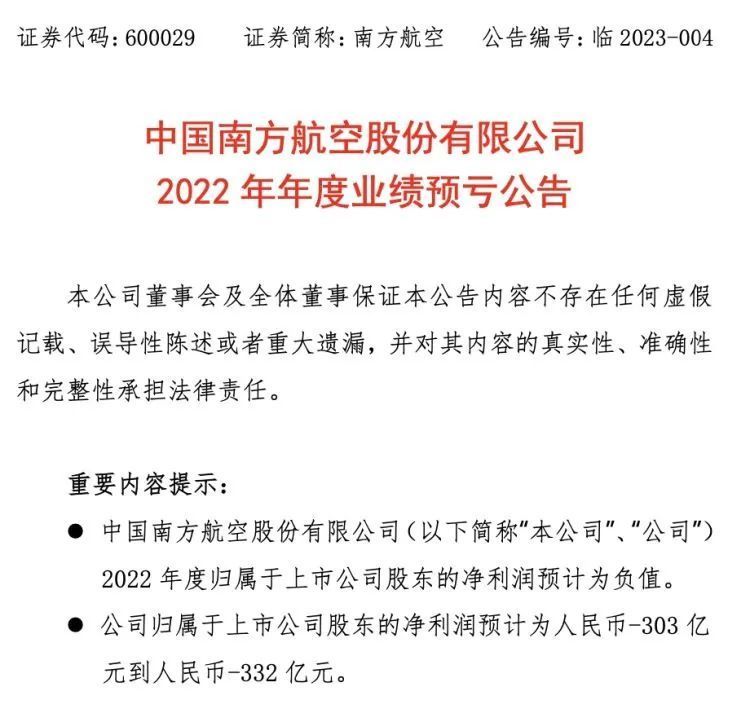 证券代码：600029 证券简称：南方航空 公告编号：临 2023-004
中国南方航空股份有限公司
2022 年年度业绩预亏公告
本公司董事会及全体董事保证本公告内容不存在任何虚假
记载、误导性陈述或者重大遗漏，并对其内容的真实性、准确性
和完整性承担法律责任。
重要内容提示：
● 中国南方航空股份有限公司（以下简称“本公司”、“公司”）
2022 年度归属于上市公司股东的净利润预计为负值。
● 公司归属于上市公司股东的净利润预计为人民币-303 亿
元到人民币-332 亿元。